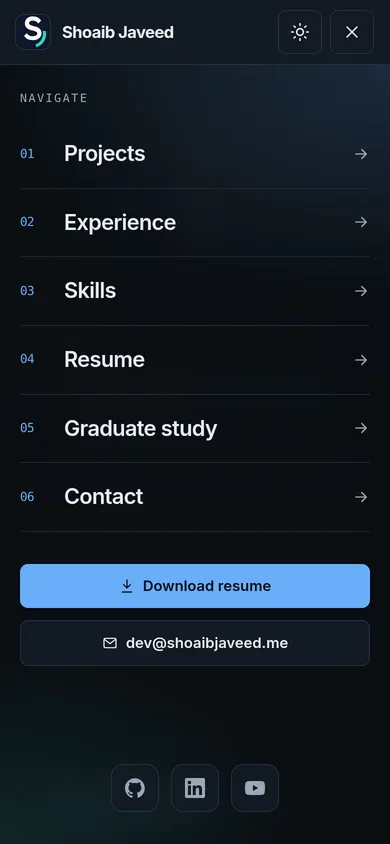 S
Shoaib Javeed
NAVIGATE
01 Projects
02 Experience
03 Skills
04 Resume
05 Graduate study
06 Contact
Download resume
dev@shoaibjaveed.me
in